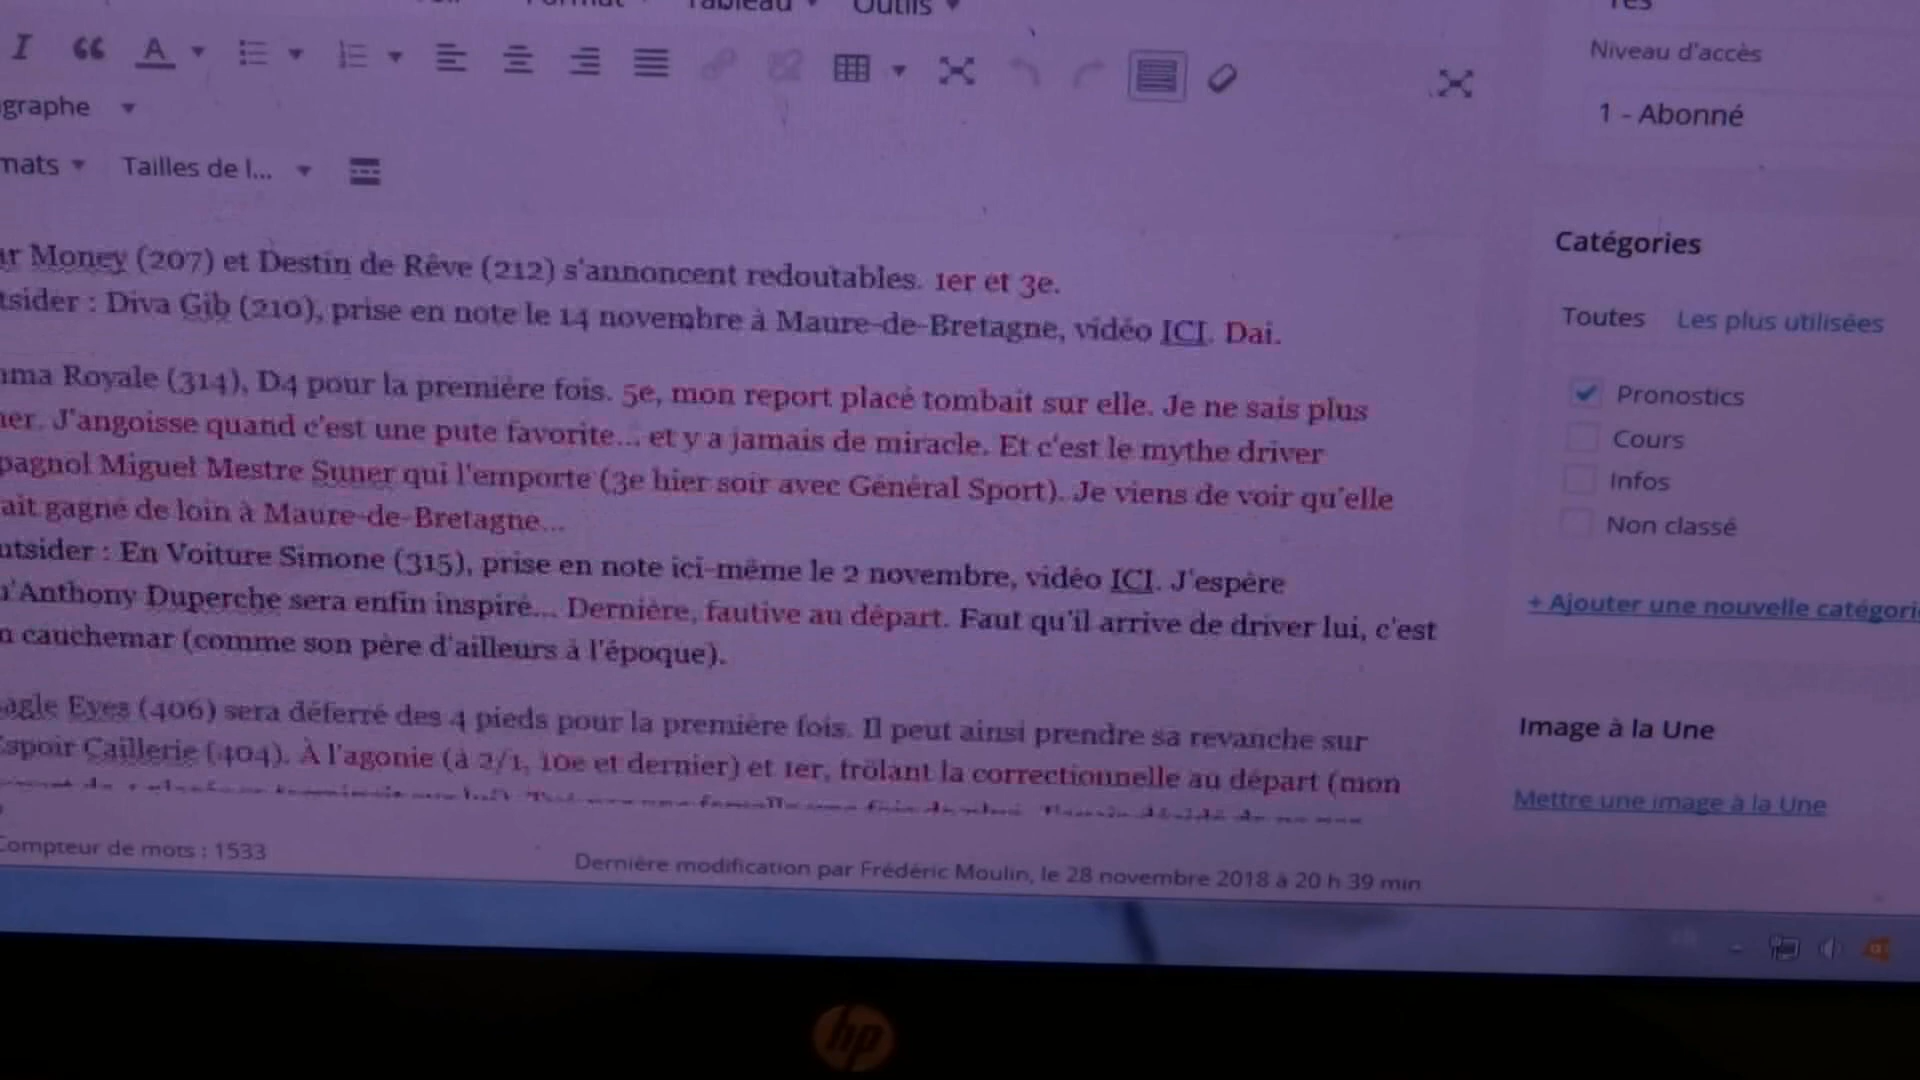 Tableau
Outils
Niveau d'accès
1 - Abonné
graphe
mats
Tailles de l...
r Money (207) et Destin de Rêve (212) s'annoncent redoutables. 1er et 3e.
tsider : Diva Gib (210), prise en note le 14 novembre à Maure-de-Bretagne, vidéo ICI. Dai.
ma Royale (314), D4 pour la première fois. 5e, mon report placé tombait sur elle. Je ne sais plus
er. J'angoisse quand c'est une pute favorite... et y a jamais de miracle. Et c'est le mythe driver
pagnol Miguel Mestre Suner qui l'emporte (3e hier soir avec Général Sport). Je viens de voir qu'elle
ait gagné de loin à Maure-de-Bretagne...
utsider : En Voiture Simone (315), prise en note ici-même le 2 novembre, vidéo ICI. J'espère
'Anthony Duperche sera enfin inspiré... Dernière, fautive au départ. Faut qu'il arrive de driver lui, c'est
n cauchemar (comme son père d'ailleurs à l'époque).
agle Eyes (406) sera déferré des 4 pieds pour la première fois. Il peut ainsi prendre sa revanche sur
Espoir Caillerie (404). À l'agonie (à 2/1, 10e et dernier) et 1er, frôlant la correctionnelle au départ (mon
Compteur de mots : 1533
Dernière modification par Frédéric Moulin, le 28 novembre 2018 à 20 h 39 min
Catégories
Toutes Les plus utilisées
Pronostics
Cours
Infos
Non classé
+ Ajouter une nouvelle catégori
Image à la Une
Mettre une image à la Une
hp